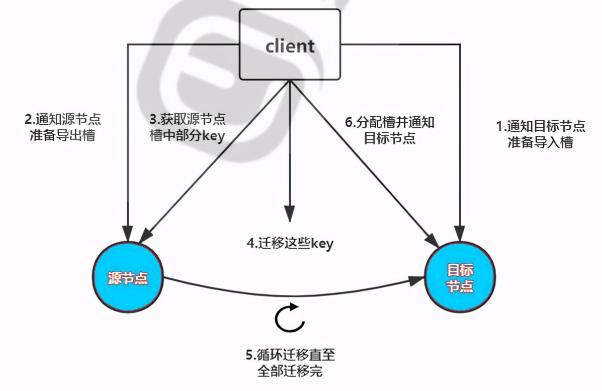 client
2.通知源节点
准备导出槽
3.获取源节点
槽中部分key
6.分配槽并通知
目标节点
1.通知目标节点
准备导入槽
4.迁移这些key
源节点
目标
节点
5.循环迁移直至
全部迁移完